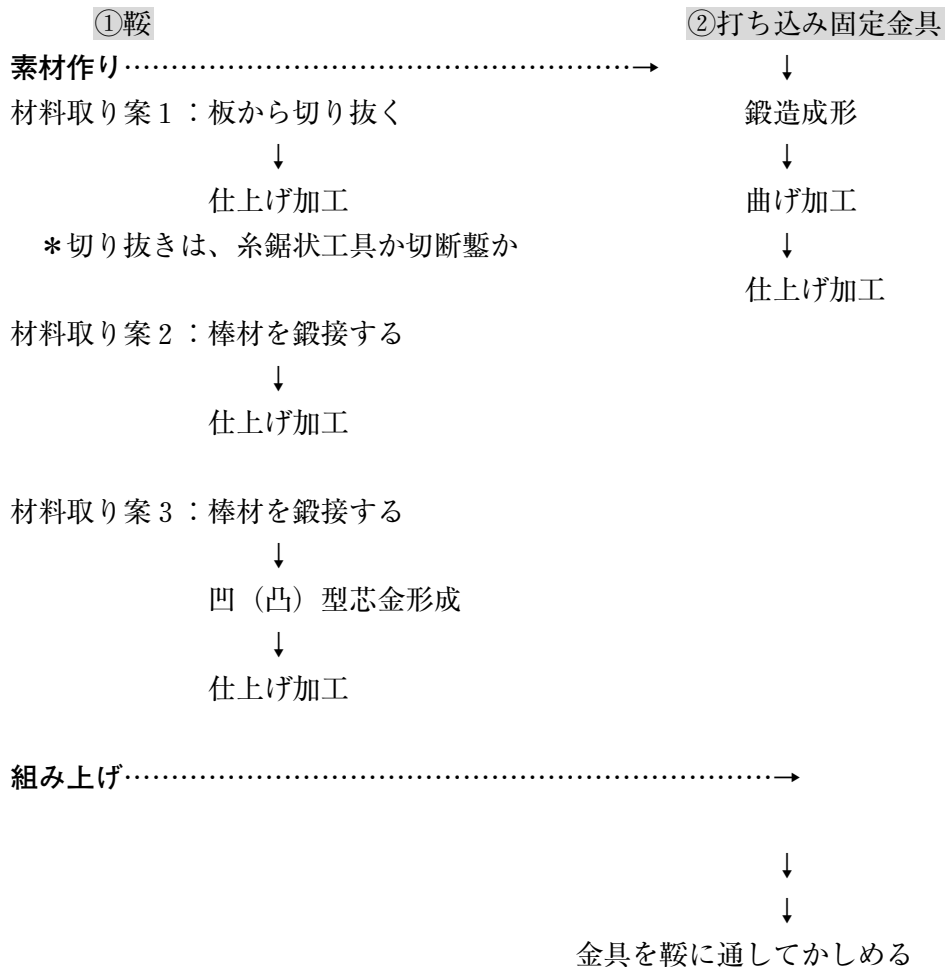 ①鞍 ②打ち込み固定金具
素材作り……………………………………………→ ↓
材料取り案1：板から切り抜く 鍛造成形
↓ ↓
仕上げ加工 曲げ加工
＊切り抜きは、糸鋸状工具か切断鏨か ↓
仕上げ加工
材料取り案2：棒材を鍛接する
↓
仕上げ加工
材料取り案3：棒材を鍛接する
↓
凹（凸）型芯金形成
↓
仕上げ加工
組み上げ…………………………………………………………→
↓
↓
金具を鞍に通してかしめる